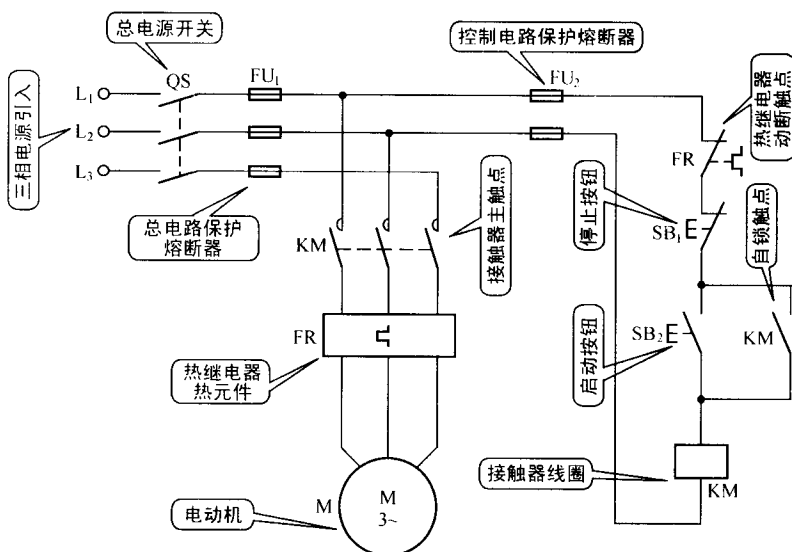 总电源开关
控制电路保护熔断器
三相电源引入
QS
FU₁
FU₂
L₁
L₂
L₃
热继电器
动断触点
FR
总电路保护
熔断器
KM
接触器主触点
停止按钮
SB₁
自锁触点
FR
热继电器
热元件
启动按钮
SB₂
KM
接触器线圈
KM
电动机
M
M
3~